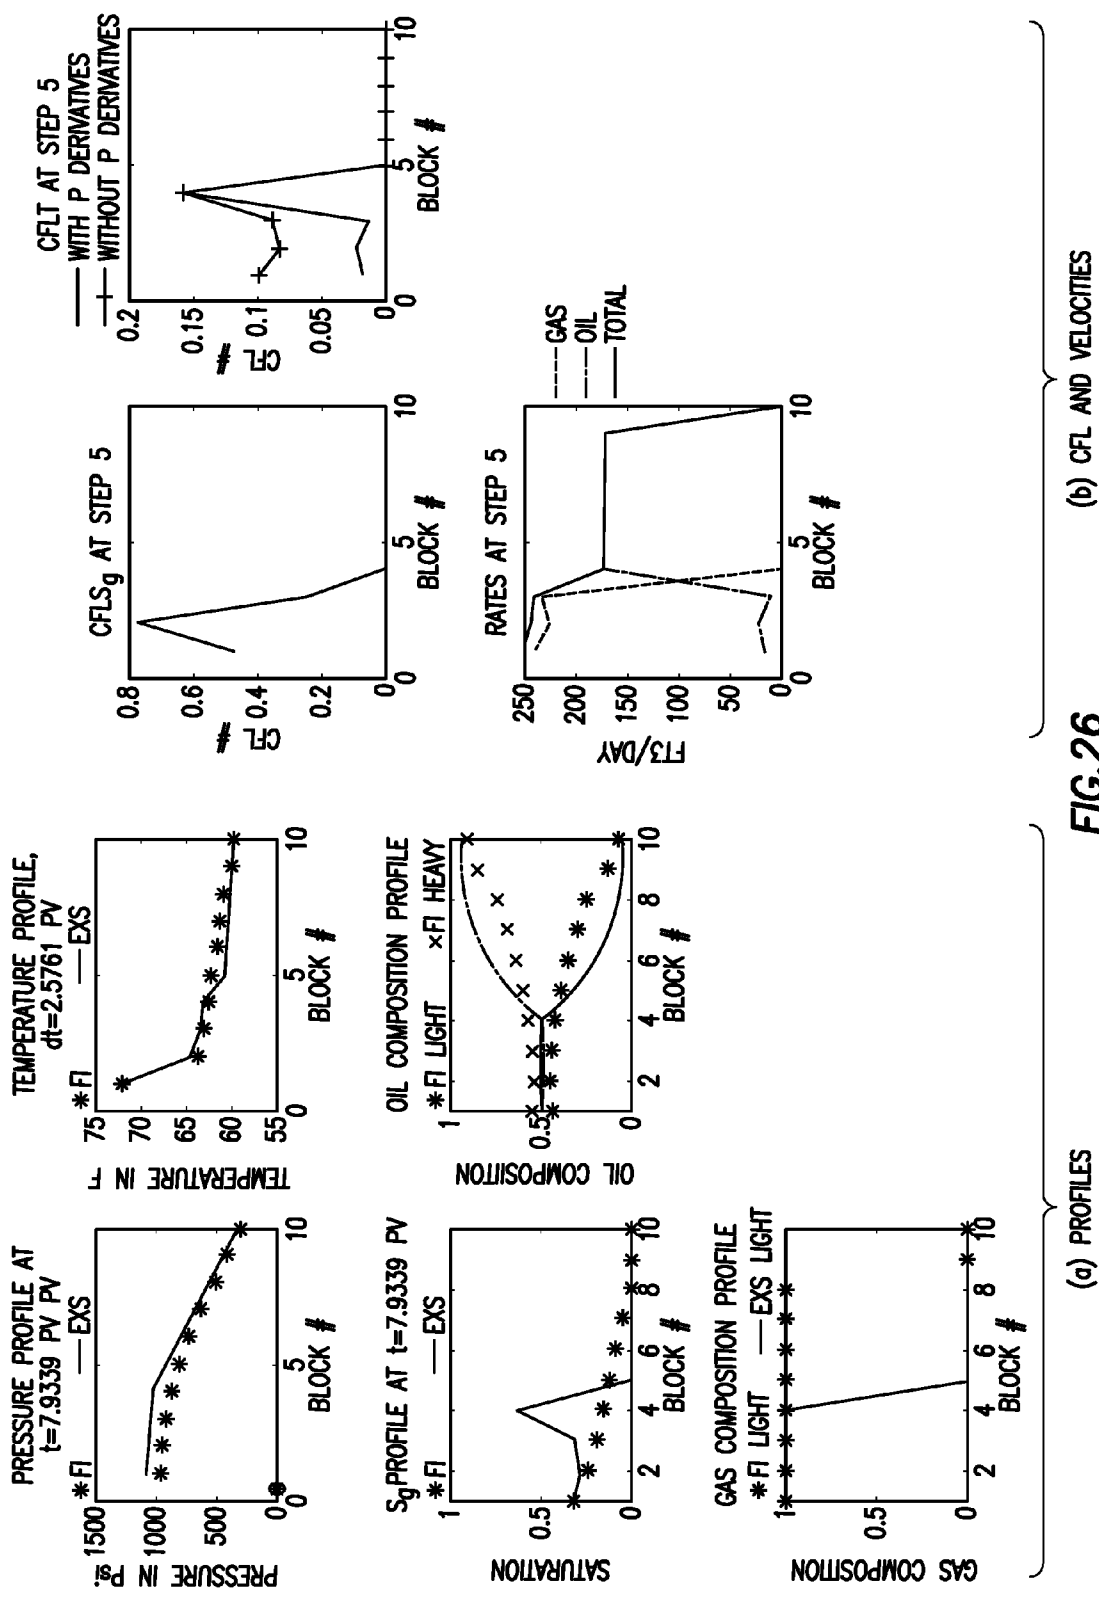 PRESSURE PROFILE AT
t=7.9339 PV PV
✱FI —EXS
1500
1000
500
0
0 5 10
PRESSURE IN Psi.
BLOCK #
TEMPERATURE PROFILE,
dt=2.5761 PV
✱FI —EXS
75
70
65
60
55
0 5 10
TEMPERATURE IN F
BLOCK #
SgPROFILE AT t=7.9339 PV
✱FI —EXS
1
0.5
0
2 4 6 8 10
SATURATION
BLOCK #
OIL COMPOSITION PROFILE
✱FI LIGHT ×FI HEAVY
1
0.5
0
2 4 6 8 10
OIL COMPOSIITON
BLOCK #
GAS COMPOSITION PROFILE
✱FI LIGHT —EXS LIGHT
1
0.5
0
2 4 6 8 10
GAS COMPOSITION
BLOCK #
(a) PROFILES
CFLSg AT STEP 5
0.8
0.6
0.4
0.2
0
0 5 10
CFL #
BLOCK #
CFLT AT STEP 5
—WITH P DERIVATIVES
+WITHOUT P DERIVATIVES
0.2
0.15
0.1
0.05
0
0 5 10
CFL #
BLOCK #
RATES AT STEP 5
250
200
150
100
50
0
0 5 10
FT3/DAY
BLOCK #
GAS
OIL
TOTAL
(b) CFL AND VELOCITIES
FIG.26